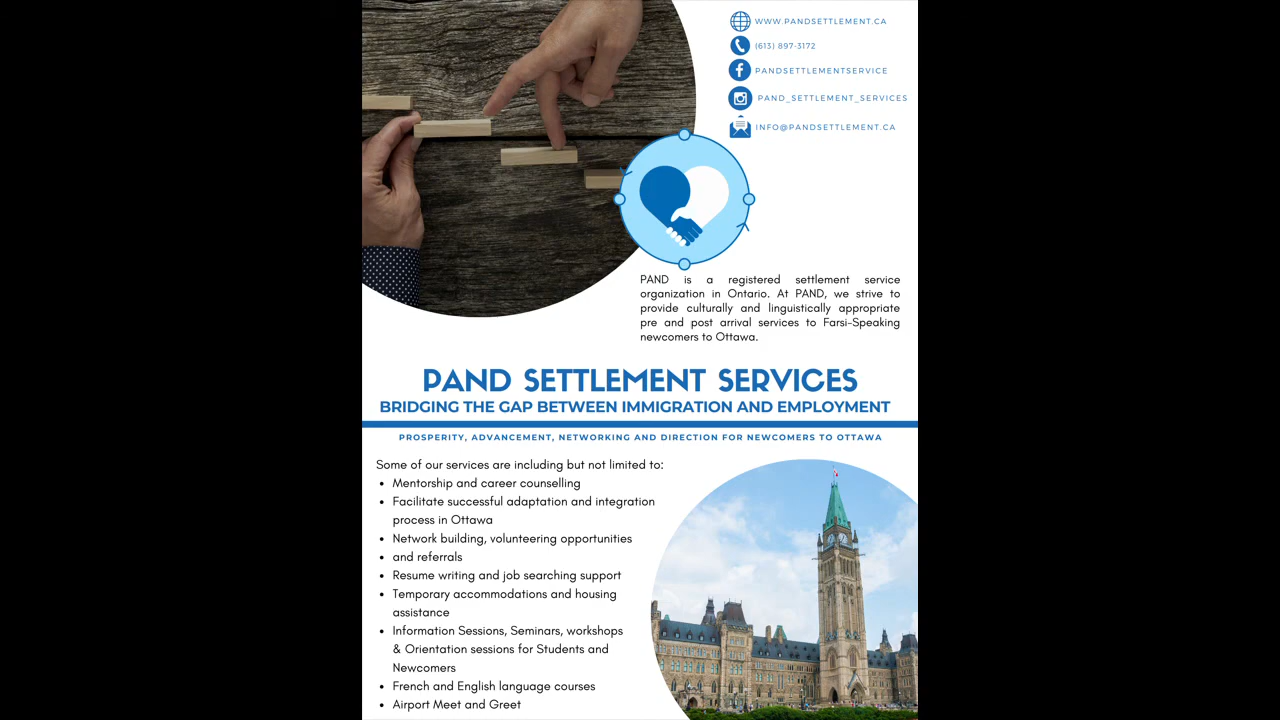 WWW.PANDSETTLEMENT.CA
(613) 897-3172
PANDSETTLEMENTSERVICE
PAND_SETTLEMENT_SERVICES
INFO@PANDSETTLEMENT.CA
PAND is a registered settlement service
organization in Ontario. At PAND, we strive to
provide culturally and linguistically appropriate
pre and post arrival services to Farsi-Speaking
newcomers to Ottawa.
PAND SETTLEMENT SERVICES
BRIDGING THE GAP BETWEEN IMMIGRATION AND EMPLOYMENT
PROSPERITY, ADVANCEMENT, NETWORKING AND DIRECTION FOR NEWCOMERS TO OTTAWA
Some of our services are including but not limited to:
• Mentorship and career counselling
• Facilitate successful adaptation and integration
process in Ottawa
• Network building, volunteering opportunities
• and referrals
• Resume writing and job searching support
• Temporary accommodations and housing
assistance
• Information Sessions, Seminars, workshops
& Orientation sessions for Students and
Newcomers
• French and English language courses
• Airport Meet and Greet